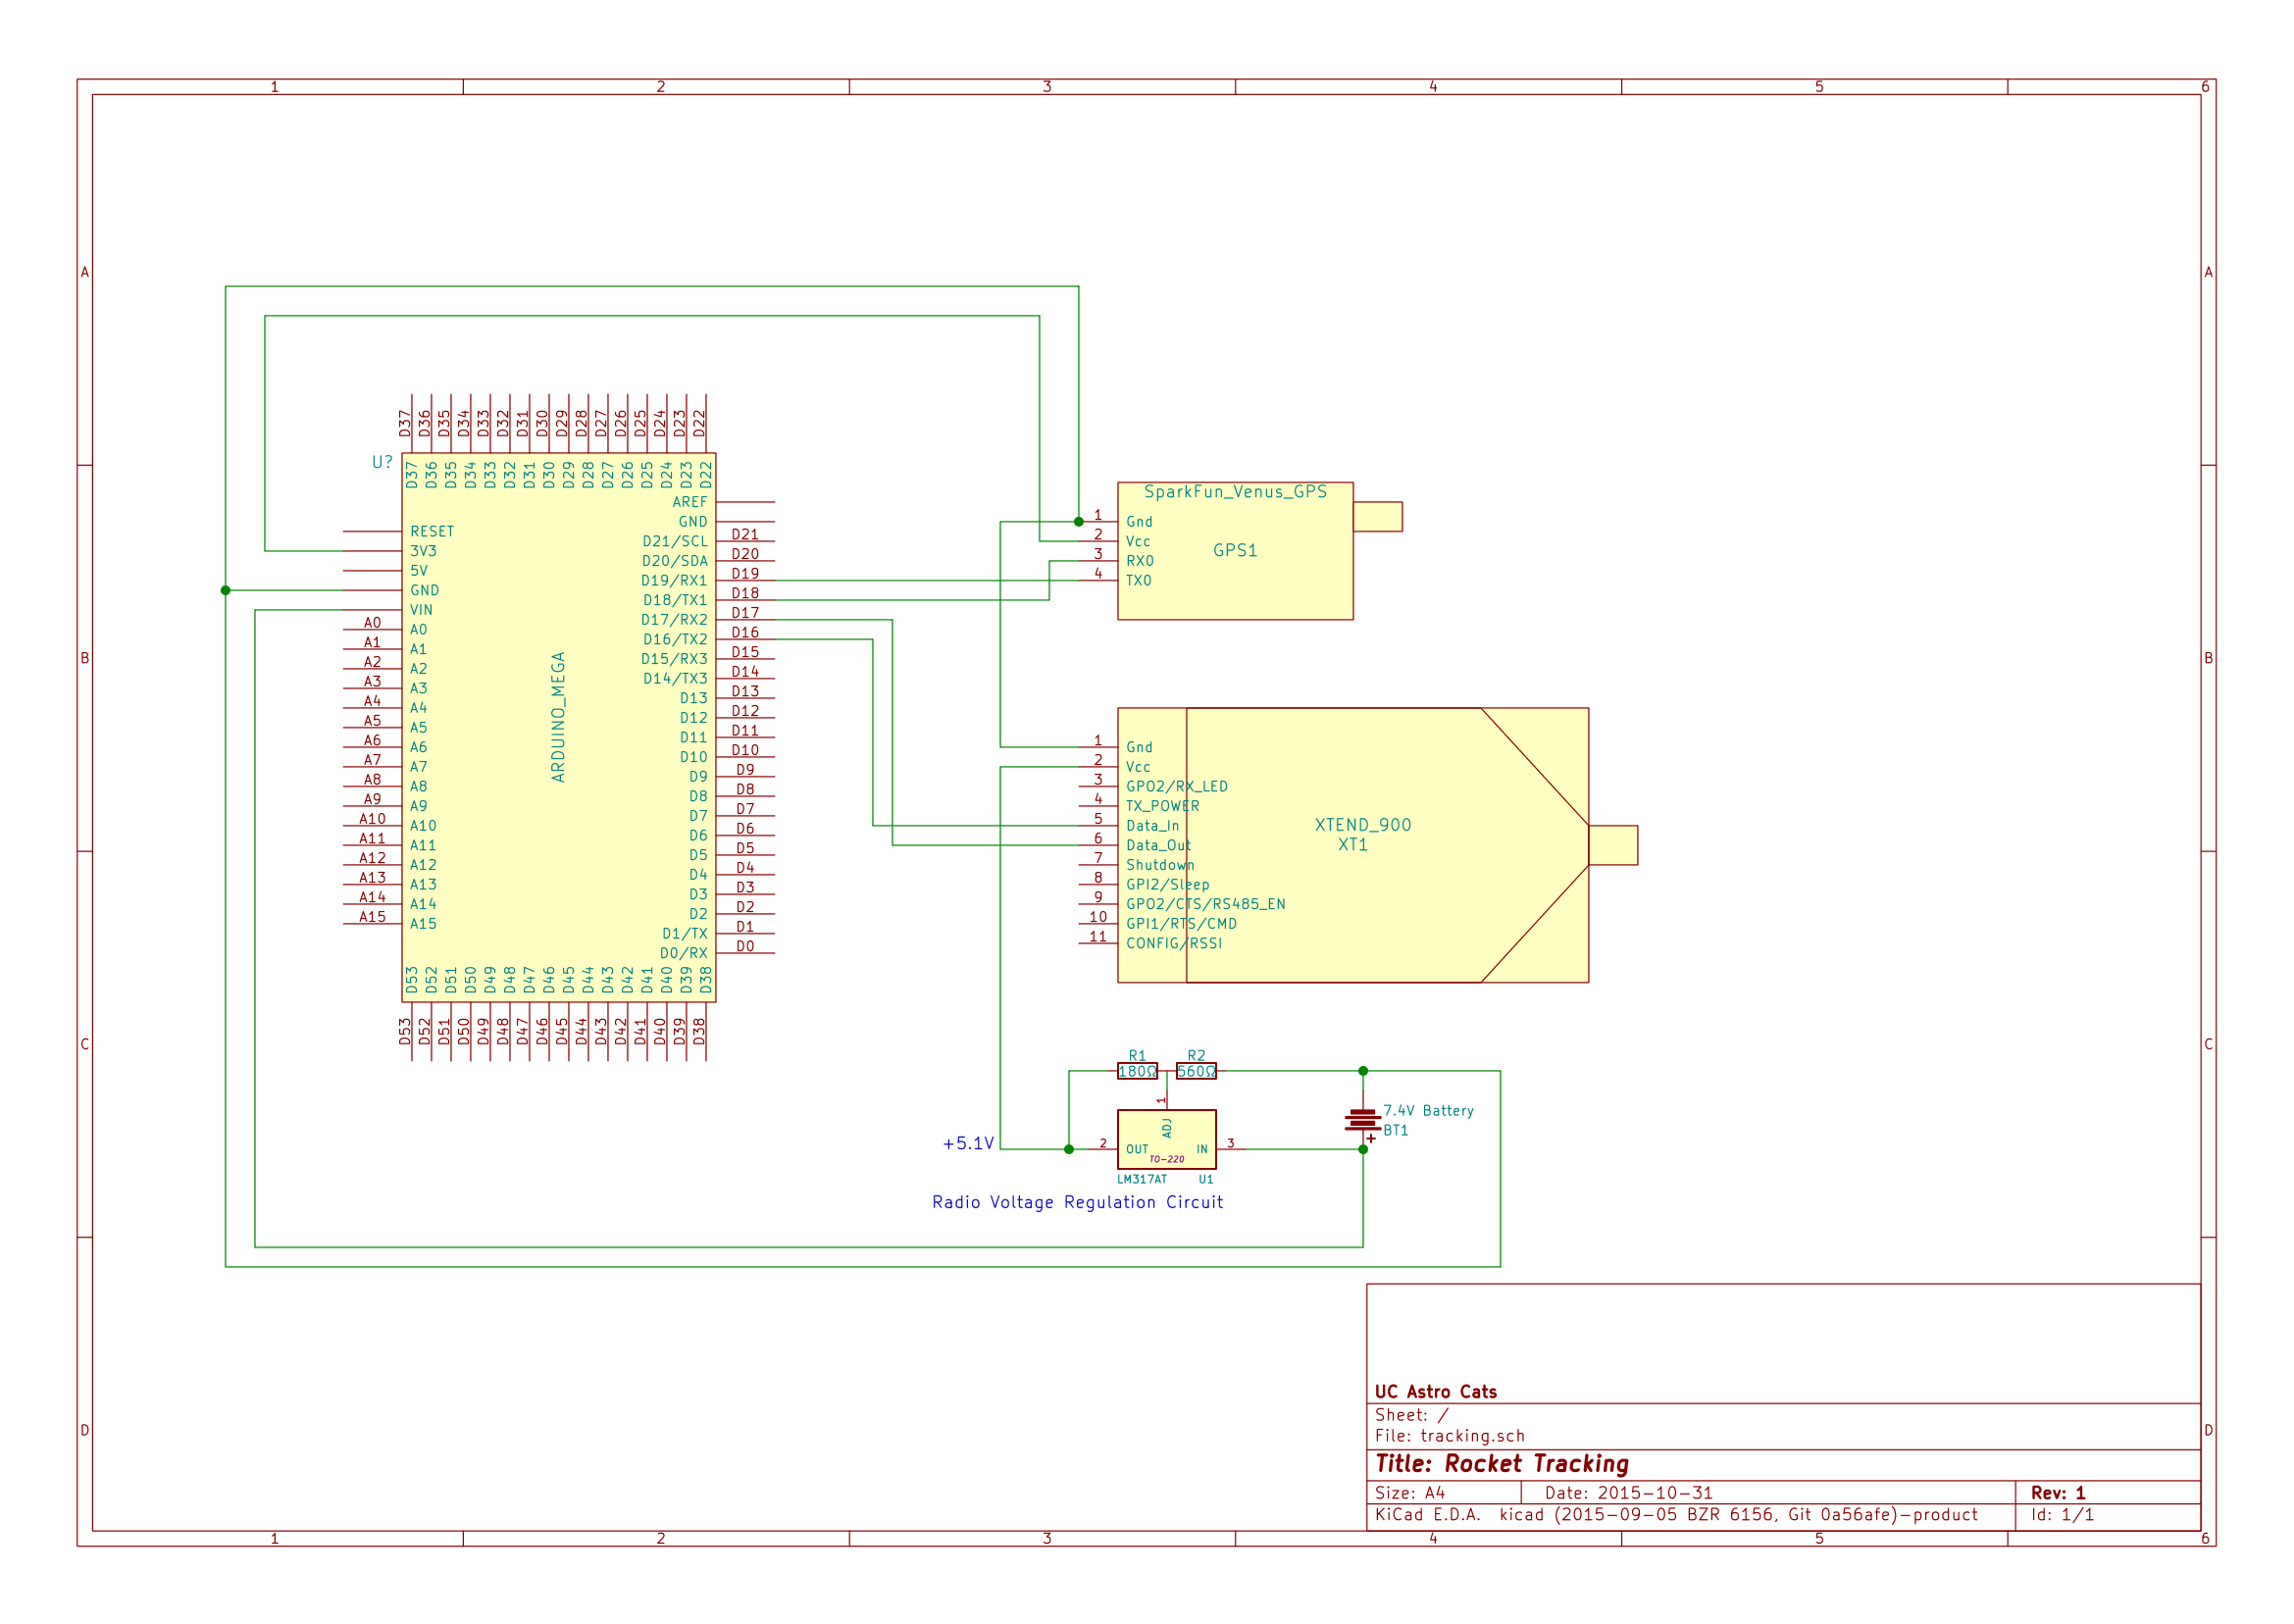 1 2 3 4 5 6
A A
B B
C C
D D
1 2 3 4 5 6
D37 D36 D35 D34 D33 D32 D31 D30 D29 D28 D27 D26 D25 D24 D23 D22
U?
D37 D36 D35 D34 D33 D32 D31 D30 D29 D28 D27 D26 D25 D24 D23 D22
RESET
3V3
5V
GND
VIN
A0 A0
A1 A1
A2 A2
A3 A3
A4 A4
A5 A5
A6 A6
A7 A7
A8 A8
A9 A9
A10 A10
A11 A11
A12 A12
A13 A13
A14 A14
A15 A15
ARDUINO_MEGA
AREF
GND
D21/SCL D21
D20/SDA D20
D19/RX1 D19
D18/TX1 D18
D17/RX2 D17
D16/TX2 D16
D15/RX3 D15
D14/TX3 D14
D13 D13
D12 D12
D11 D11
D10 D10
D9 D9
D8 D8
D7 D7
D6 D6
D5 D5
D4 D4
D3 D3
D2 D2
D1/TX D1
D0/RX D0
D53 D52 D51 D50 D49 D48 D47 D46 D45 D44 D43 D42 D41 D40 D39 D38
D53 D52 D51 D50 D49 D48 D47 D46 D45 D44 D43 D42 D41 D40 D39 D38
SparkFun_Venus_GPS
GPS1
1 Gnd
2 Vcc
3 RX0
4 TX0
1 Gnd
2 Vcc
3 GPO2/RX_LED
4 TX_POWER
5 Data_In
6 Data_Out
7 Shutdown
8 GPI2/Sleep
9 GPO2/CTS/RS485_EN
10 GPI1/RTS/CMD
11 CONFIG/RSSI
XTEND_900
XT1
R1 R2
180Ω 560Ω
1
ADJ
2 OUT IN 3
TO-220
LM317AT U1
7.4V Battery
BT1
+
+5.1V
Radio Voltage Regulation Circuit
UC Astro Cats
Sheet: /
File: tracking.sch
Title: Rocket Tracking
Size: A4 Date: 2015-10-31 Rev: 1
KiCad E.D.A. kicad (2015-09-05 BZR 6156, Git 0a56afe)-product Id: 1/1